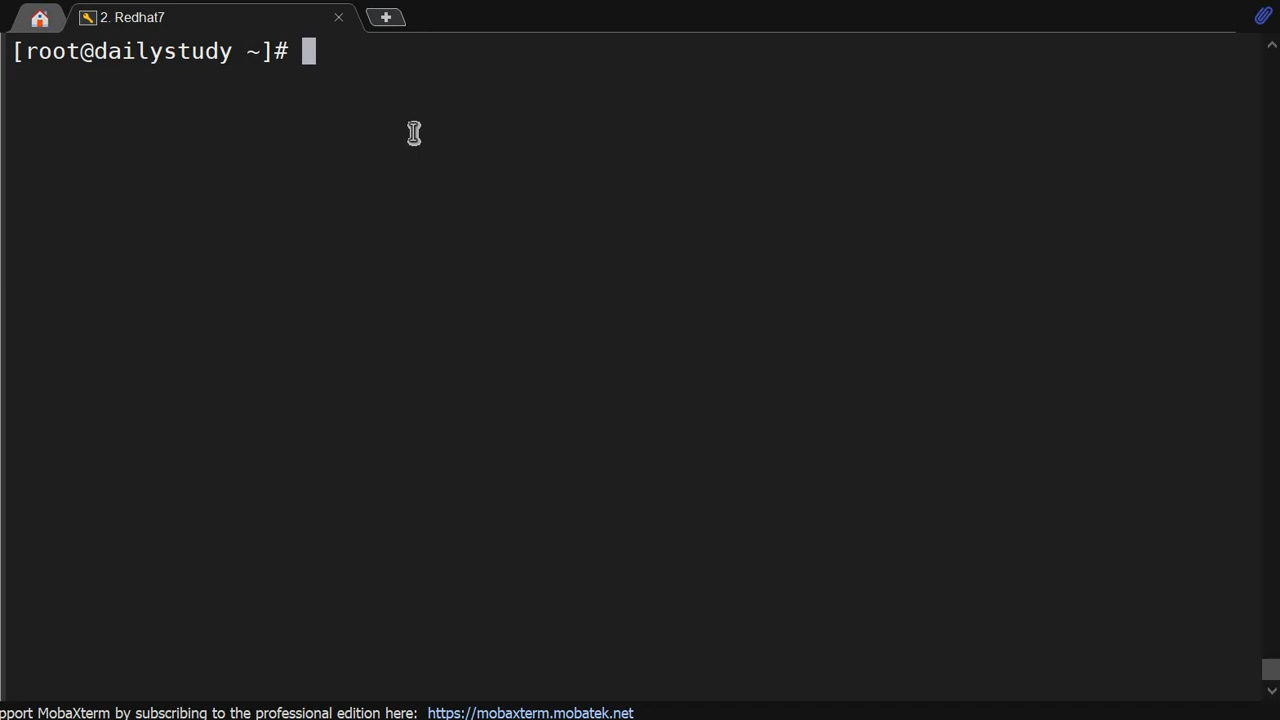 2. Redhat7
[root@dailystudy ~]#
pport MobaXterm by subscribing to the professional edition here: https://mobaxterm.mobatek.net